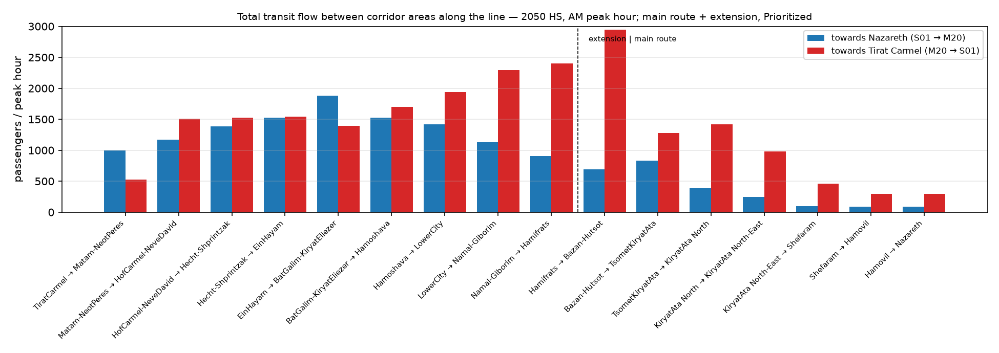 Total transit flow between corridor areas along the line — 2050 HS, AM peak hour; main route + extension, Prioritized
passengers / peak hour
3000
2500
2000
1500
1000
500
0
extension | main route
towards Nazareth (S01 → M20)
towards Tirat Carmel (M20 → S01)
TiratCarmel → Matam-NeotPeres
Matam-NeotPeres → HofCarmel-NeveDavid
HofCarmel-NeveDavid → Hecht-Shprintzak
Hecht-Shprintzak → EinHayam
EinHayam → BatGalim-KiryatEliezer
BatGalim-KiryatEliezer → Hamoshava
Hamoshava → LowerCity
LowerCity → Namal-Giborim
Namal-Giborim → Hamifrats
Hamifrats → Bazan-Hutsot
Bazan-Hutsot → TsometKiryatAta
TsometKiryatAta → KiryatAta North
KiryatAta North → KiryatAta North-East
KiryatAta North-East → Shefaram
Shefaram → Hamovil
Hamovil → Nazareth